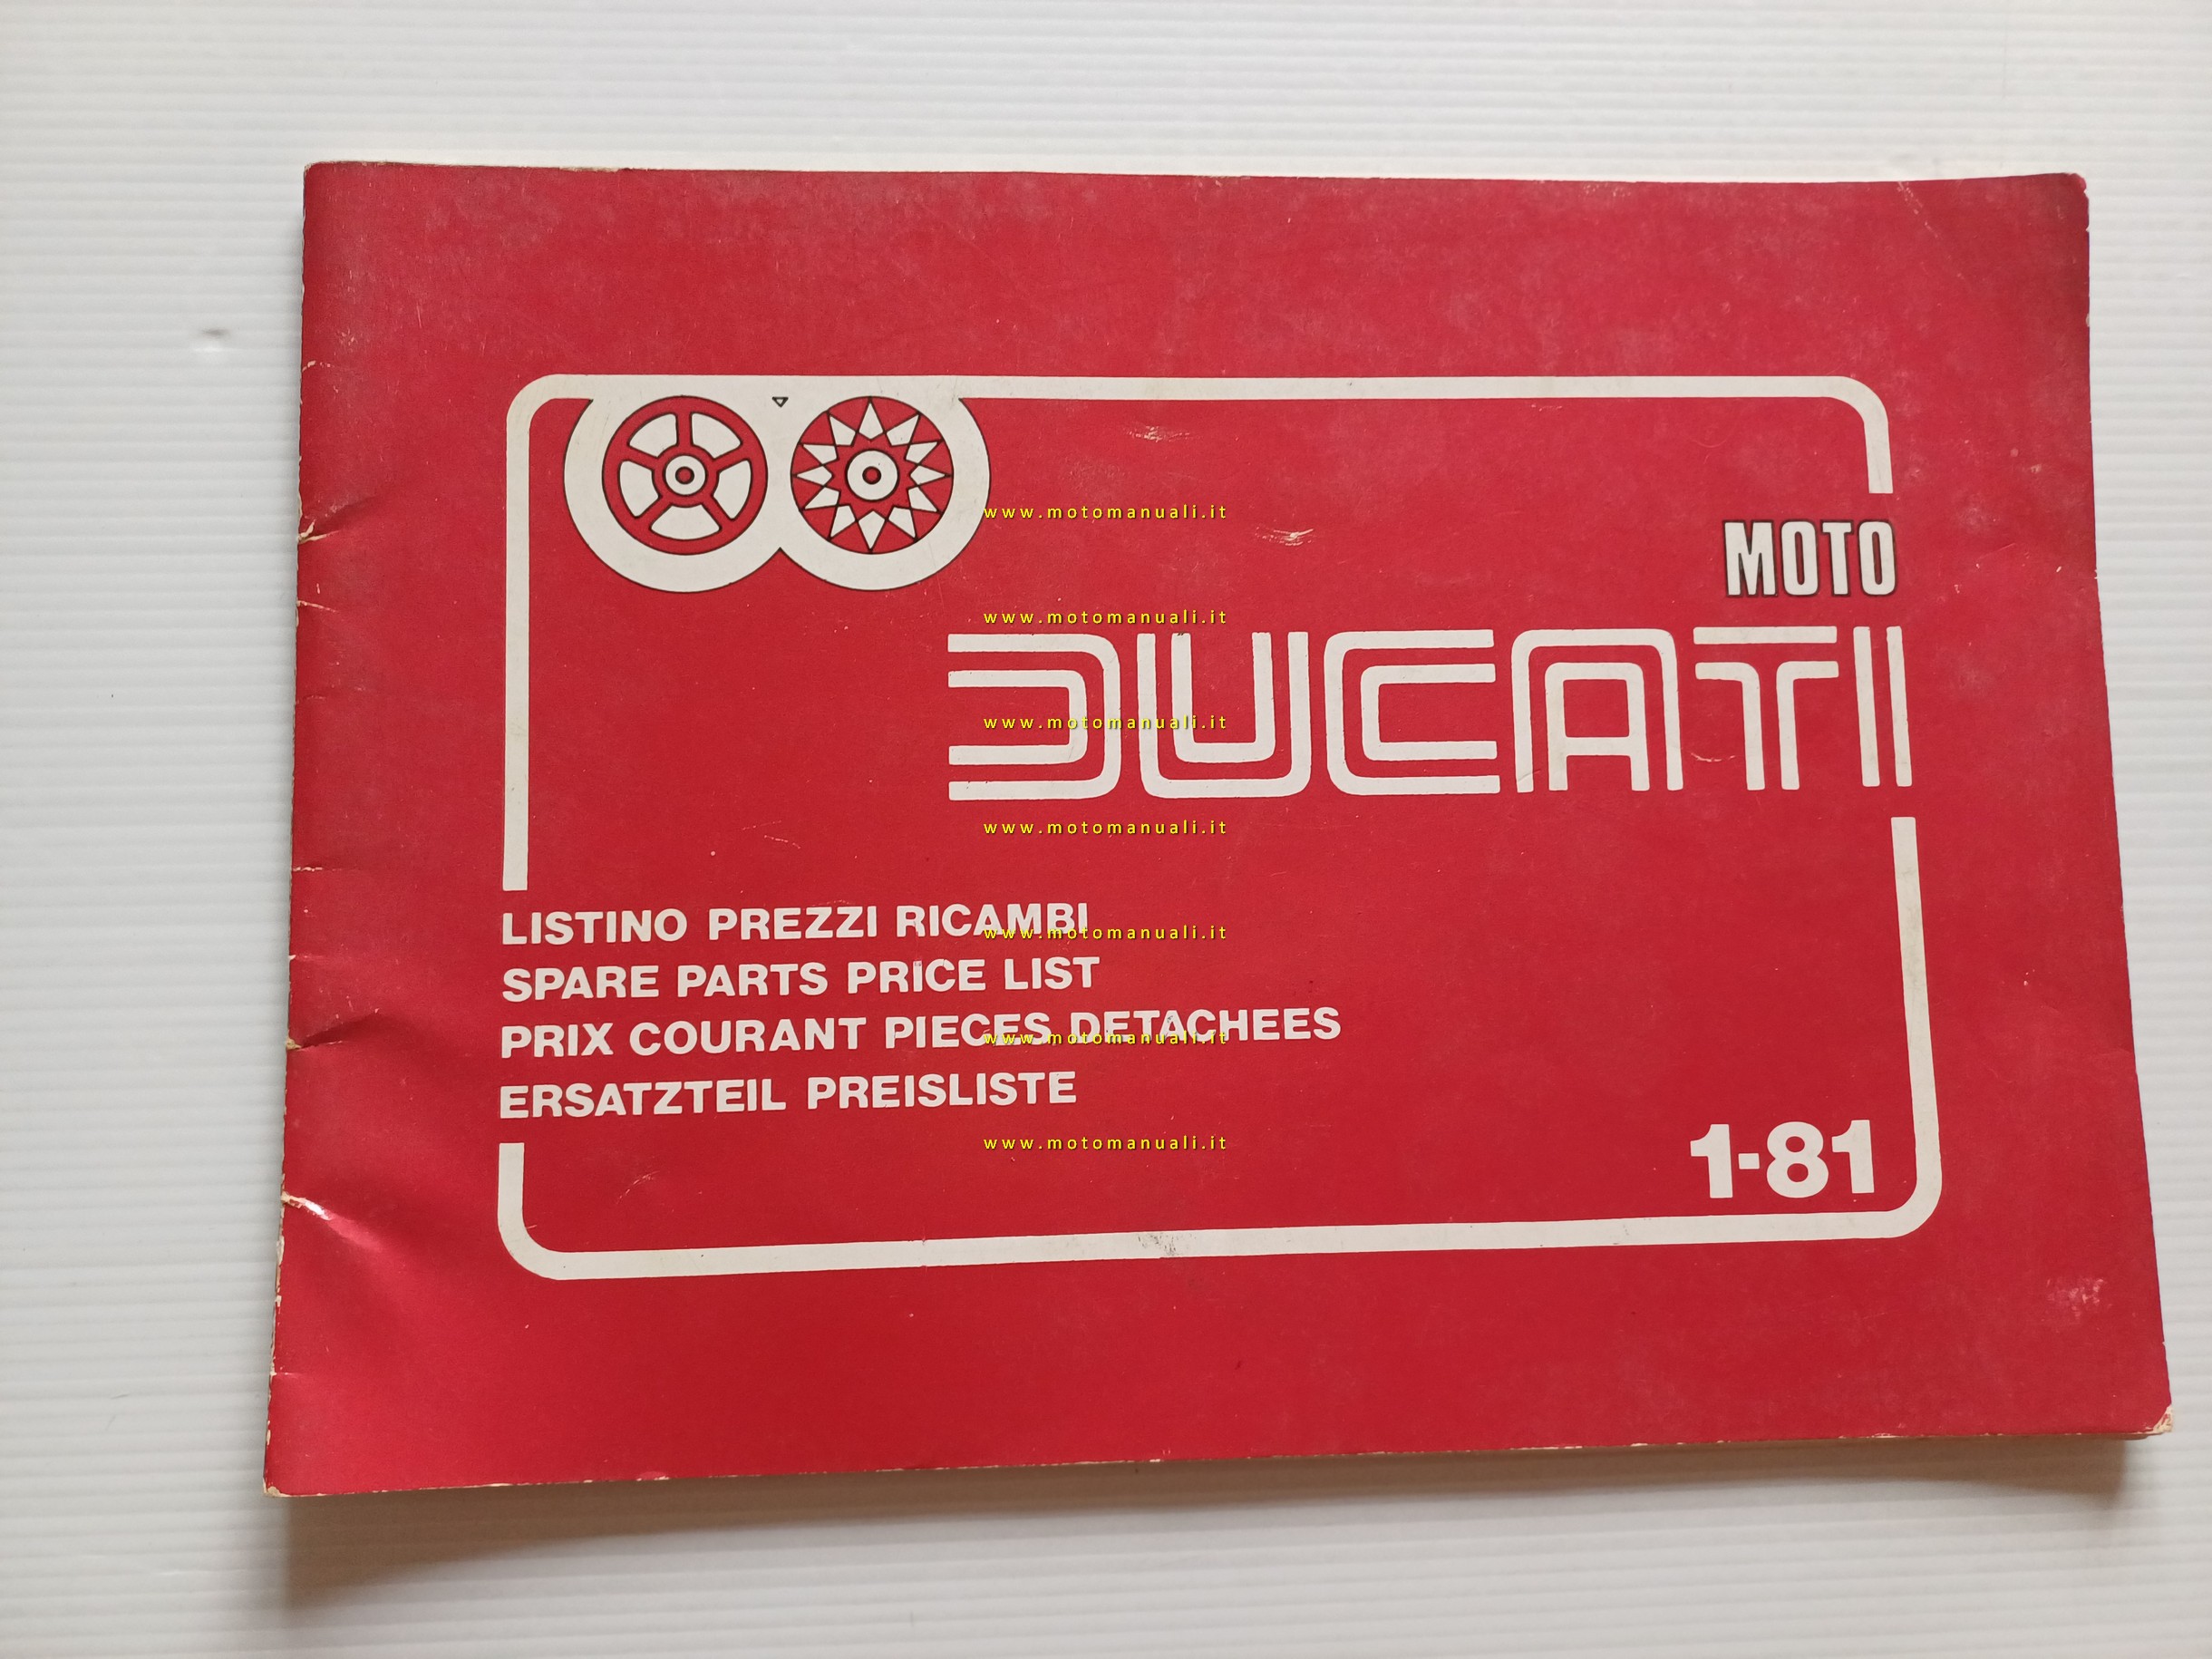 MOTO
DUCATI
LISTINO PREZZI RICAMBI
SPARE PARTS PRICE LIST
PRIX COURANT PIECES DETACHEES
ERSATZTEIL PREISLISTE
1-81
www.motomanuali.it
www.motomanuali.it
www.motomanuali.it
www.motomanuali.it
www.motomanuali.it
www.motomanuali.it
www.motomanuali.it